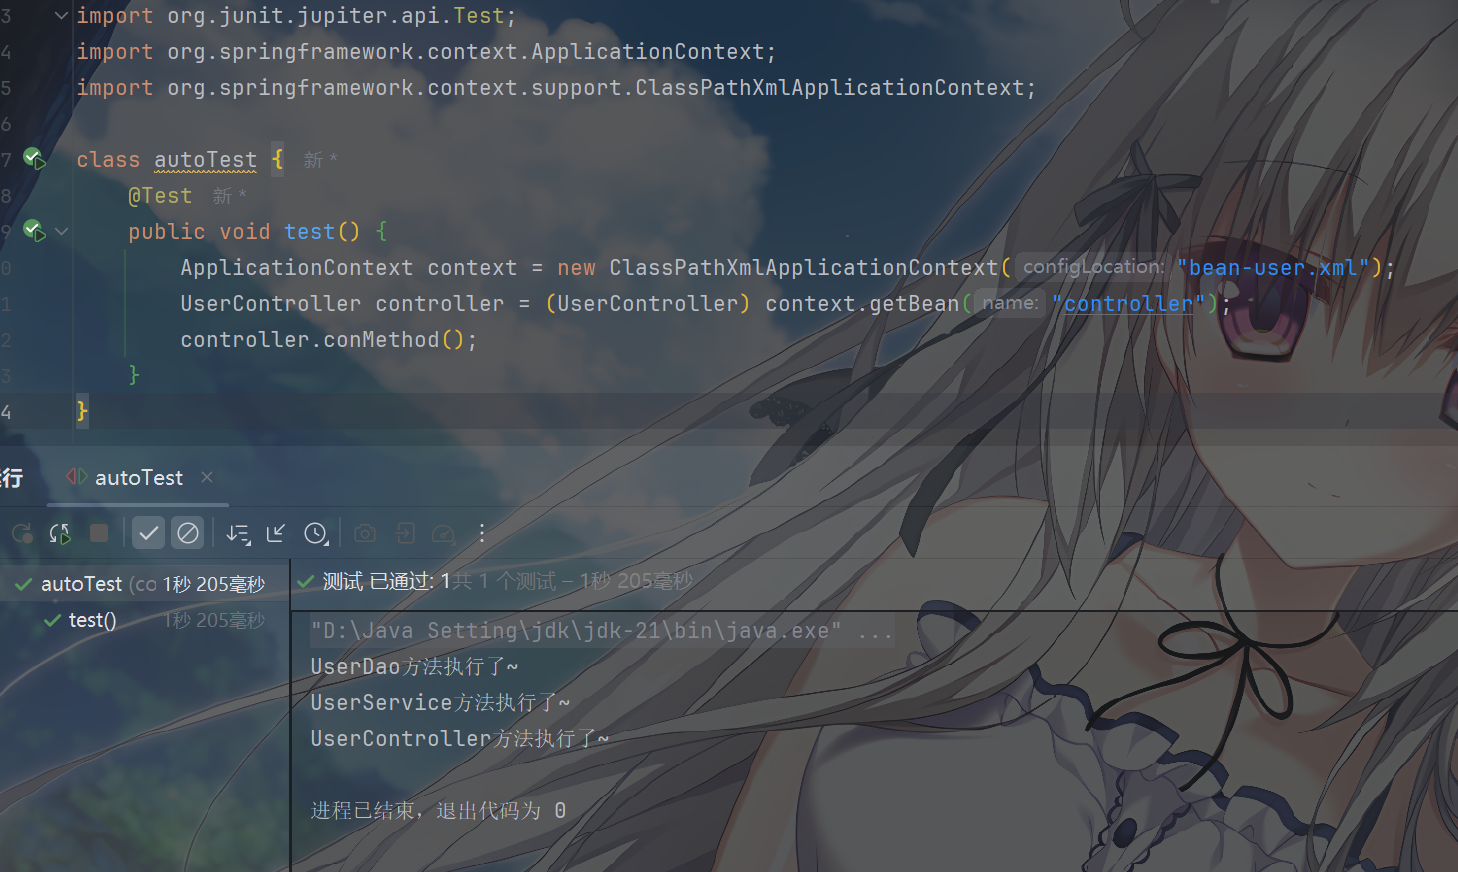 3 import org.junit.jupiter.api.Test;
4 import org.springframework.context.ApplicationContext;
5 import org.springframework.context.support.ClassPathXmlApplicationContext;
6
7 class autoTest { 新 *
8 @Test 新 *
9 public void test() {
0 ApplicationContext context = new ClassPathXmlApplicationContext( configLocation: "bean-user.xml");
1 UserController controller = (UserController) context.getBean( name: "controller");
2 controller.conMethod();
3 }
4 }
行 autoTest
autoTest (co 1秒 205毫秒
测试 已通过: 1共 1 个测试 – 1秒 205毫秒
test() 1秒 205毫秒
"D:\Java Setting\jdk\jdk-21\bin\java.exe" ...
UserDao方法执行了~
UserService方法执行了~
UserController方法执行了~
进程已结束，退出代码为 0